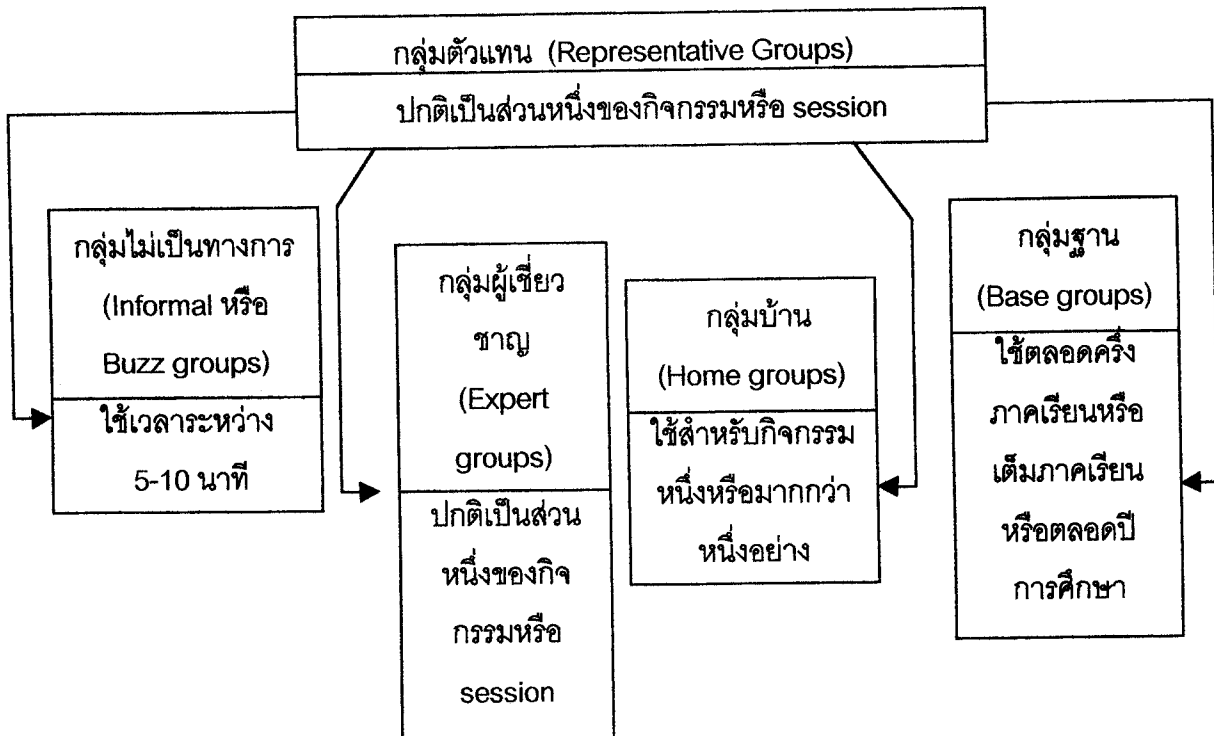 กลุ่มตัวแทน (Representative Groups)
ปกติเป็นส่วนหนึ่งของกิจกรรมหรือ session
กลุ่มไม่เป็นทางการ
(Informal หรือ
Buzz groups)
ใช้เวลาระหว่าง
5-10 นาที
กลุ่มผู้เชี่ยว
ชาญ
(Expert
groups)
ปกติเป็นส่วน
หนึ่งของกิจ
กรรมหรือ
session
กลุ่มบ้าน
(Home groups)
ใช้สำหรับกิจกรรม
หนึ่งหรือมากกว่า
หนึ่งอย่าง
กลุ่มฐาน
(Base groups)
ใช้ตลอดครึ่ง
ภาคเรียนหรือ
เต็มภาคเรียน
หรือตลอดปี
การศึกษา